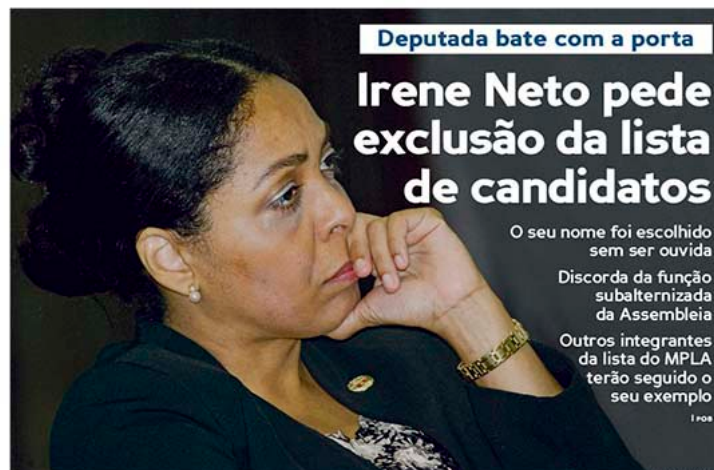 Deputada bate com a porta
Irene Neto pede
exclusão da lista
de candidatos
O seu nome foi escolhido
sem ser ouvida
Discorda da função
subalternizada
da Assembleia
Outros integrantes
da lista do MPLA
terão seguido o
seu exemplo